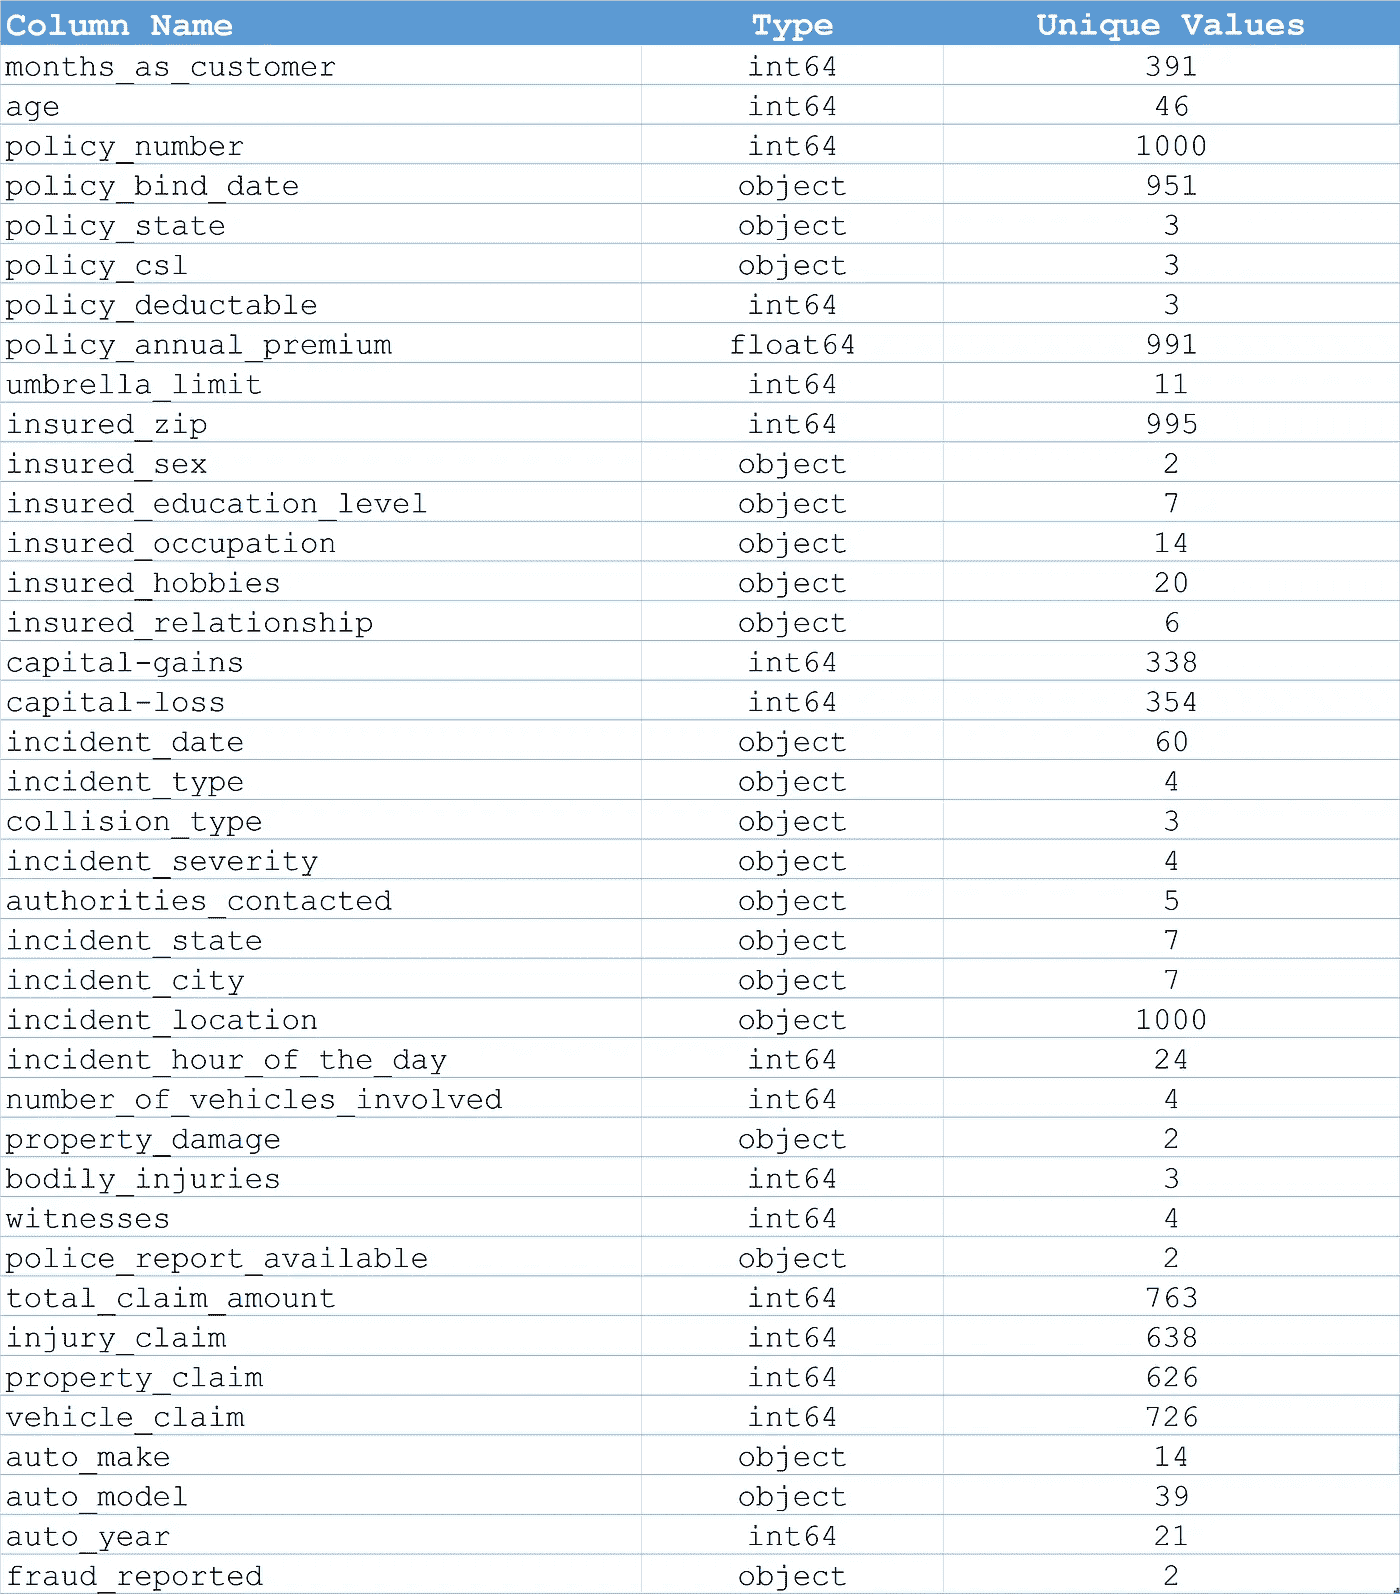 Column Name Type Unique Values
months_as_customer int64 391
age int64 46
policy_number int64 1000
policy_bind_date object 951
policy_state object 3
policy_csl object 3
policy_deductable int64 3
policy_annual_premium float64 991
umbrella_limit int64 11
insured_zip int64 995
insured_sex object 2
insured_education_level object 7
insured_occupation object 14
insured_hobbies object 20
insured_relationship object 6
capital-gains int64 338
capital-loss int64 354
incident_date object 60
incident_type object 4
collision_type object 3
incident_severity object 4
authorities_contacted object 5
incident_state object 7
incident_city object 7
incident_location object 1000
incident_hour_of_the_day int64 24
number_of_vehicles_involved int64 4
property_damage object 2
bodily_injuries int64 3
witnesses int64 4
police_report_available object 2
total_claim_amount int64 763
injury_claim int64 638
property_claim int64 626
vehicle_claim int64 726
auto_make object 14
auto_model object 39
auto_year int64 21
fraud_reported object 2